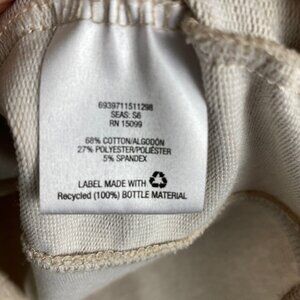 6939711511298
SEAS: S6
RN 15099
68% COTTON/ALGODÓN
27% POLYESTER/POLIÉSTER
5% SPANDEX
LABEL MADE WITH
Recycled (100%) BOTTLE MATERIAL